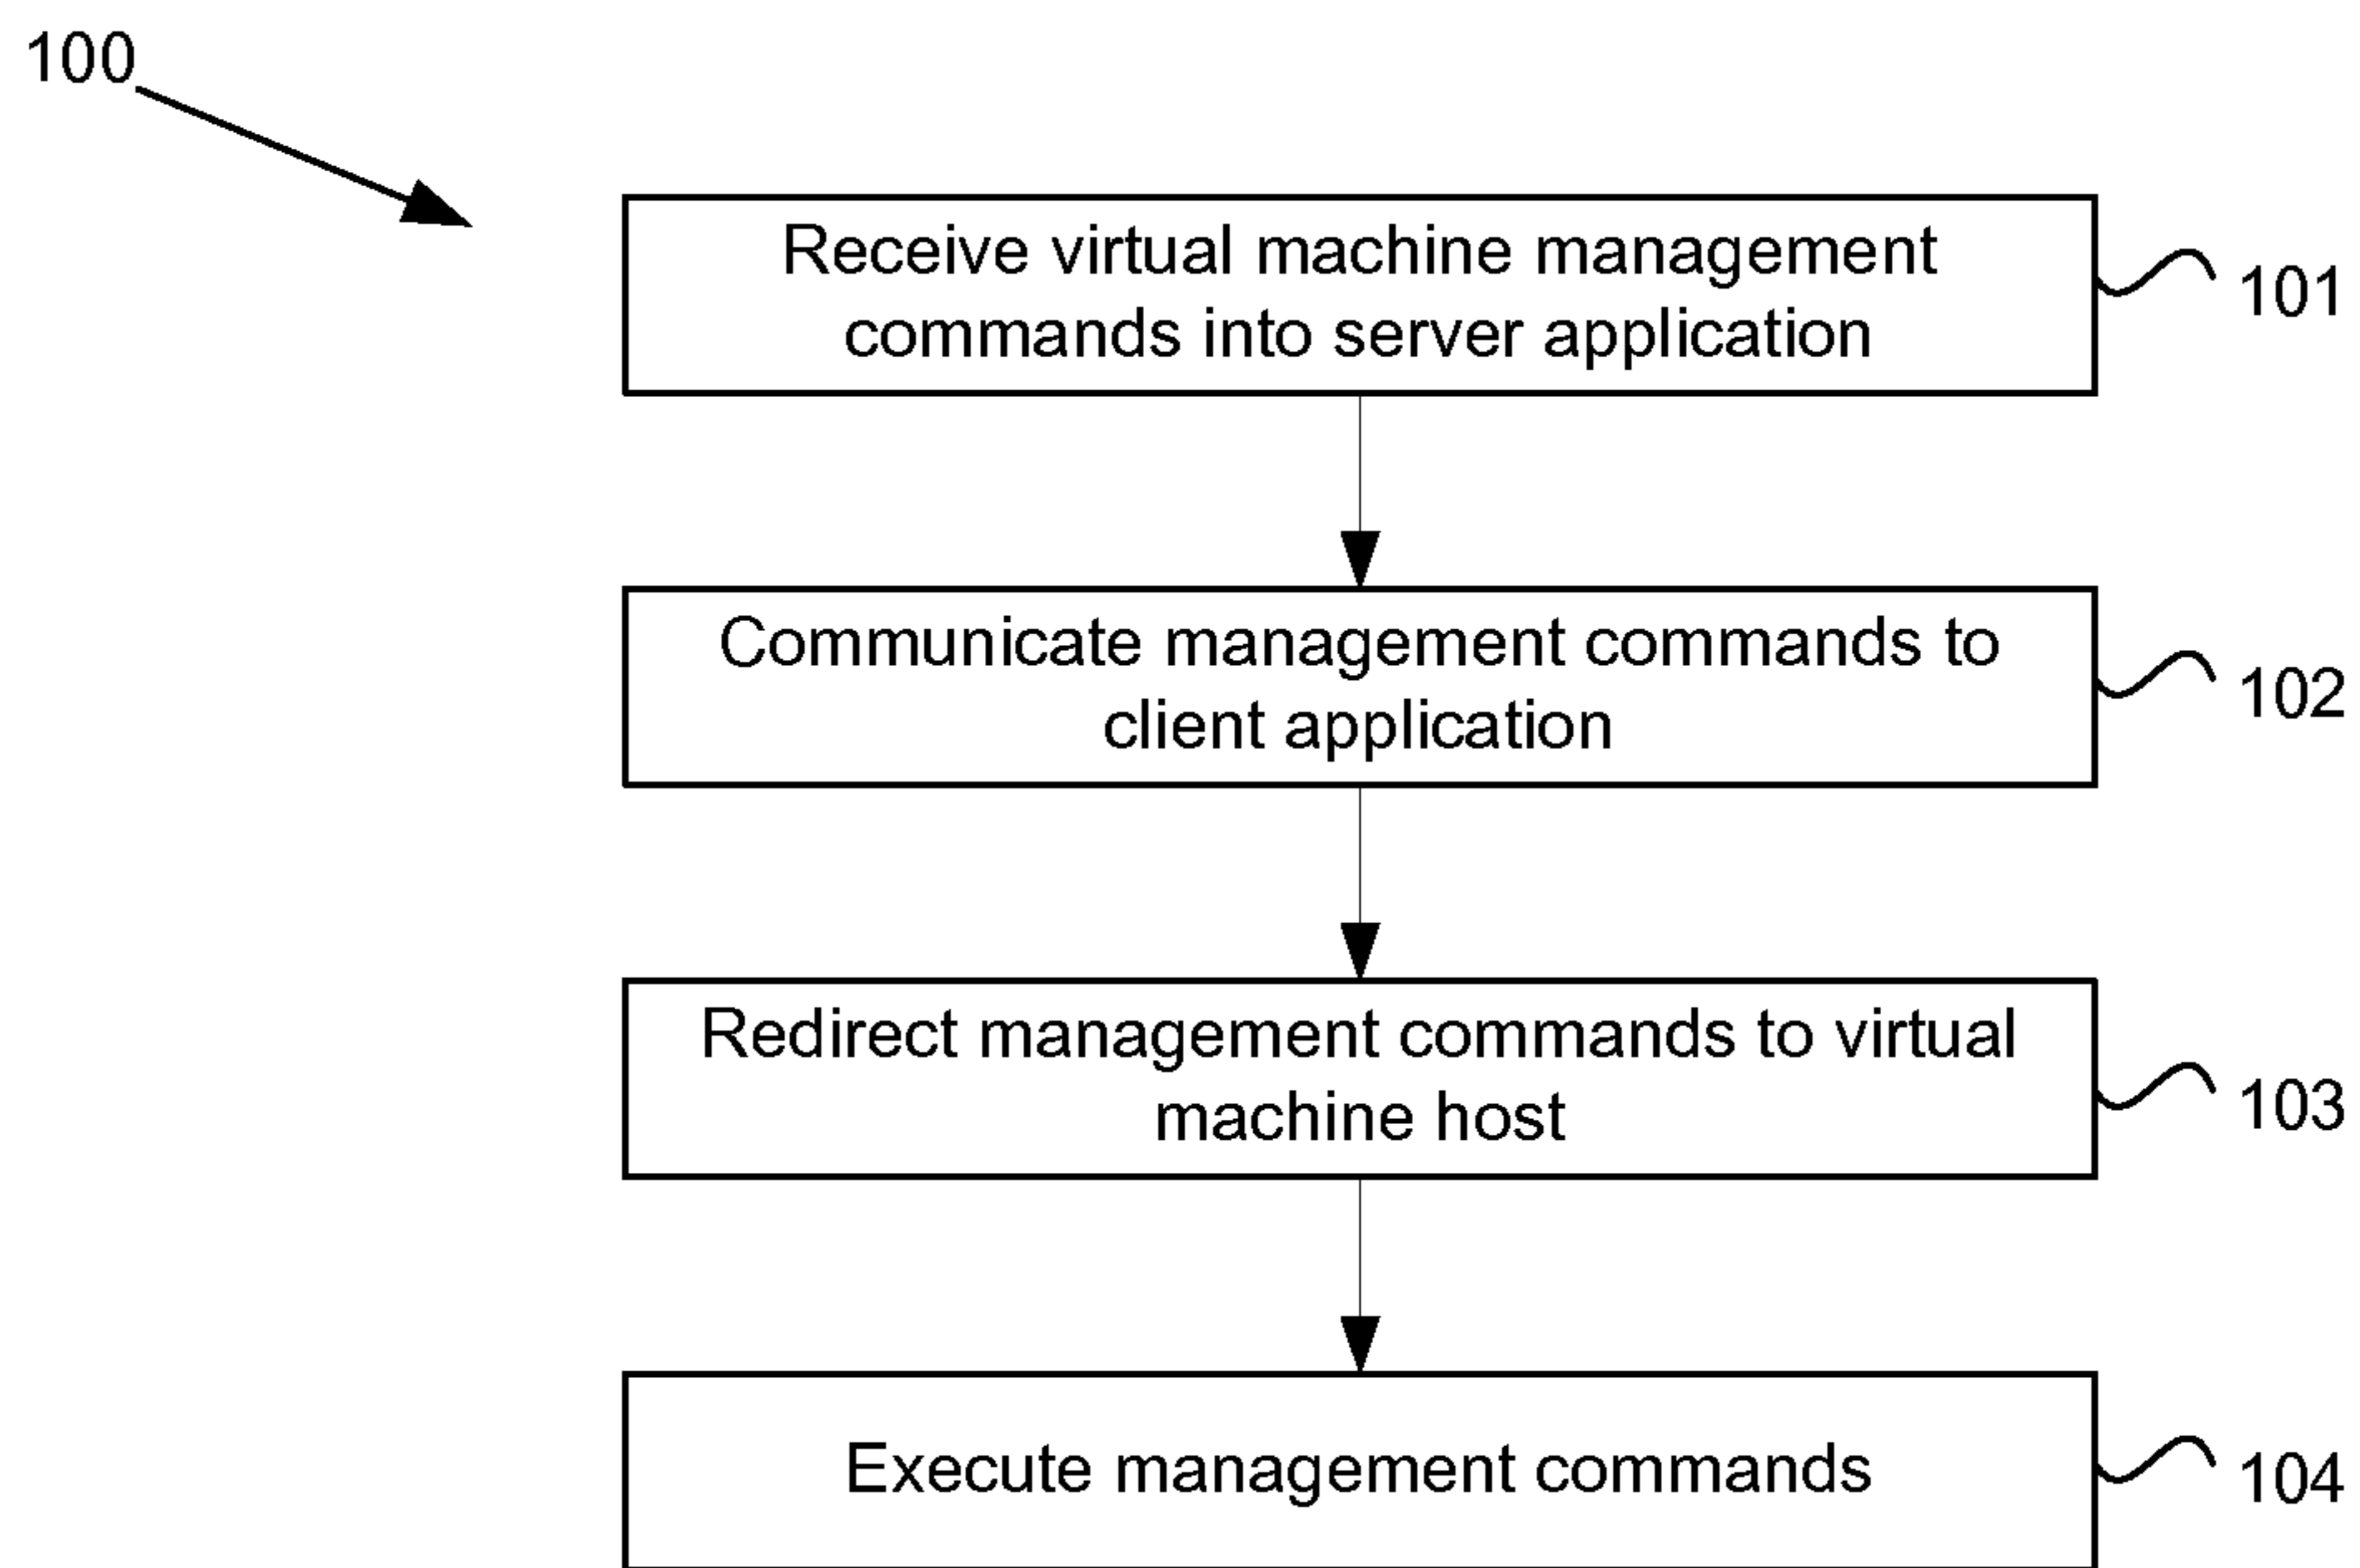 100
Receive virtual machine management
commands into server application
101
Communicate management commands to
client application
102
Redirect management commands to virtual
machine host
103
Execute management commands
104